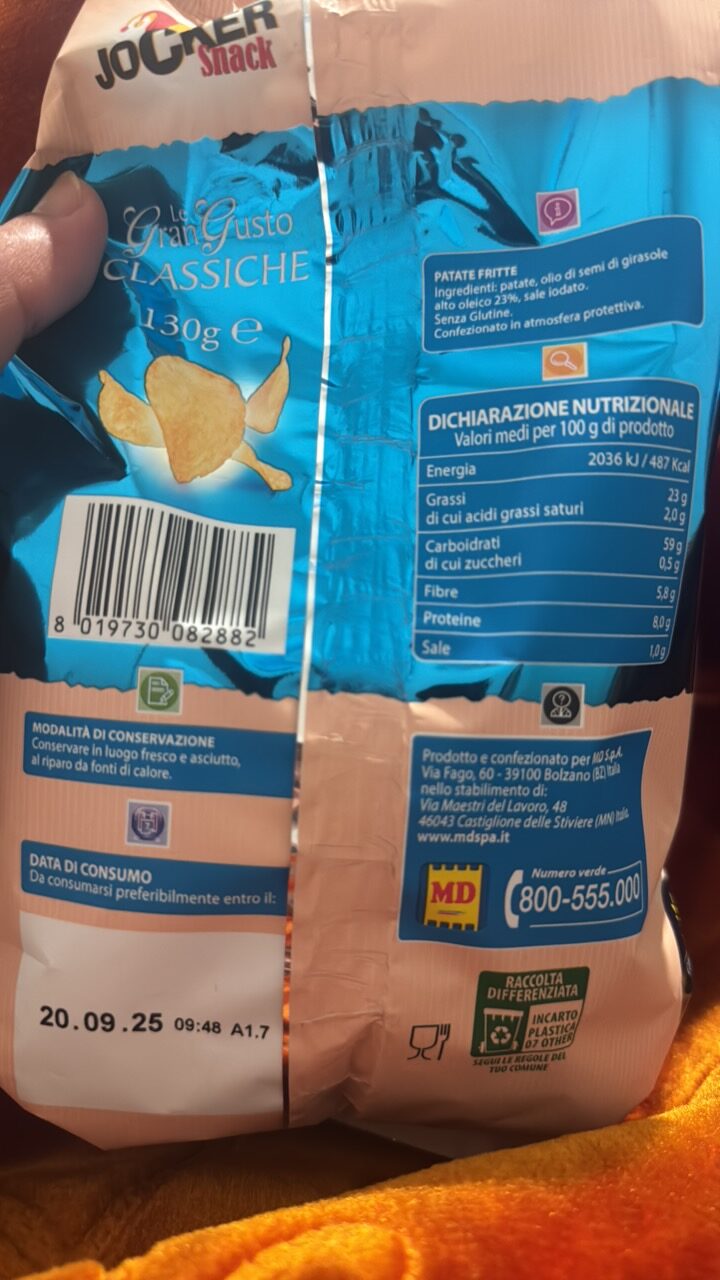 JOCKER
Snack
Le
Gran Gusto
CLASSICHE
130g e
8 019730 082882
MODALITÀ DI CONSERVAZIONE
Conservare in luogo fresco e asciutto,
al riparo da fonti di calore.
DATA DI CONSUMO
Da consumarsi preferibilmente entro il:
20.09.25 09:48 A1.7
PATATE FRITTE
Ingredienti: patate, olio di semi di girasole
alto oleico 23%, sale iodato.
Senza Glutine.
Confezionato in atmosfera protettiva.
DICHIARAZIONE NUTRIZIONALE
Valori medi per 100 g di prodotto
Energia 2036 kJ / 487 Kcal
Grassi 23 g
di cui acidi grassi saturi 2,0 g
Carboidrati 59 g
di cui zuccheri 0,5 g
Fibre 5,8 g
Proteine 8,0 g
Sale 1,0 g
Prodotto e confezionato per MD S.p.A.
Via Fago, 60 - 39100 Bolzano (BZ) Italia
nello stabilimento di:
Via Maestri del Lavoro, 48
46043 Castiglione delle Stiviere (MN) Italia
www.mdspa.it
MD
Numero verde
800-555.000
RACCOLTA
DIFFERENZIATA
INCARTO
PLASTICA
07 OTHER
SEGUI LE REGOLE DEL
TUO COMUNE